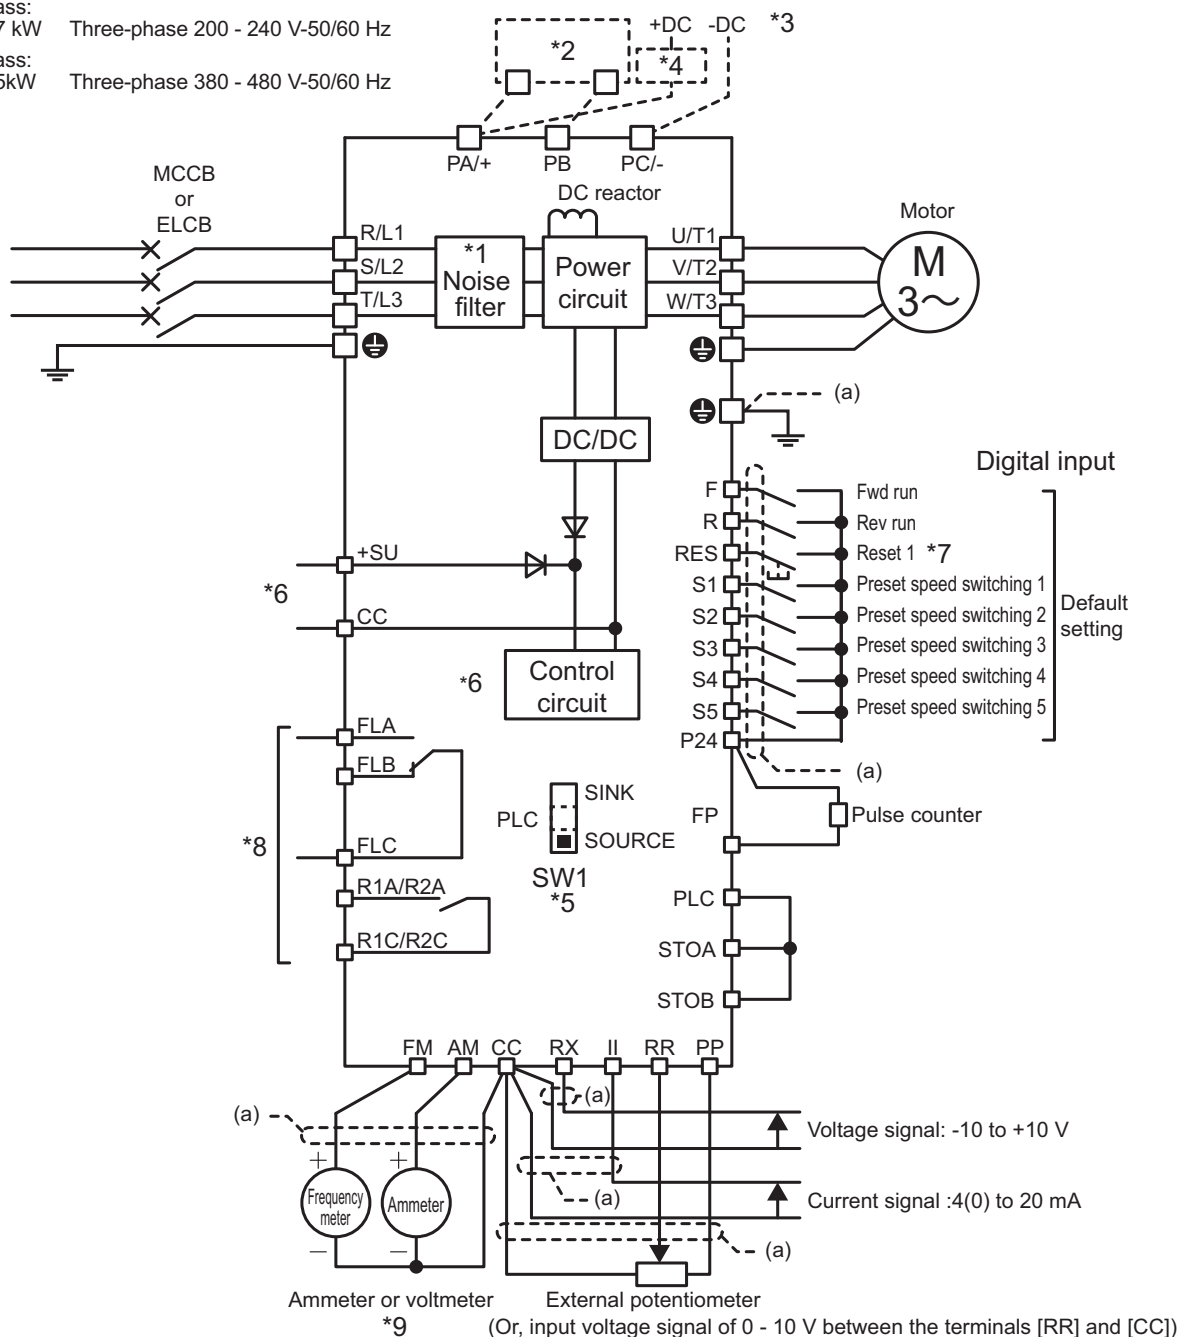 ass:
7 kW Three-phase 200 - 240 V-50/60 Hz
ass:
5kW Three-phase 380 - 480 V-50/60 Hz
*2
+DC -DC *3
*4
PA/+ PB PC/-
DC reactor
MCCB
or
ELCB
R/L1
S/L2
T/L3
*1
Noise
filter
Power
circuit
U/T1
V/T2
W/T3
Motor
M
3～
(a)
DC/DC
+SU
*6
CC
*6
Control
circuit
Digital input
F Fwd run
R Rev run
RES Reset 1 *7
S1 Preset speed switching 1
S2 Preset speed switching 2
S3 Preset speed switching 3
S4 Preset speed switching 4
S5 Preset speed switching 5
P24
Default
setting
(a)
FP Pulse counter
FLA
FLB
FLC
*8
R1A/R2A
R1C/R2C
SINK
PLC
SOURCE
SW1
*5
PLC
STOA
STOB
FM AM CC RX II RR PP
(a)
(a)
Voltage signal: -10 to +10 V
(a)
Current signal :4(0) to 20 mA
(a)
+ +
Frequency
meter
Ammeter
– –
Ammeter or voltmeter
*9
External potentiometer
(Or, input voltage signal of 0 - 10 V between the terminals [RR] and [CC])